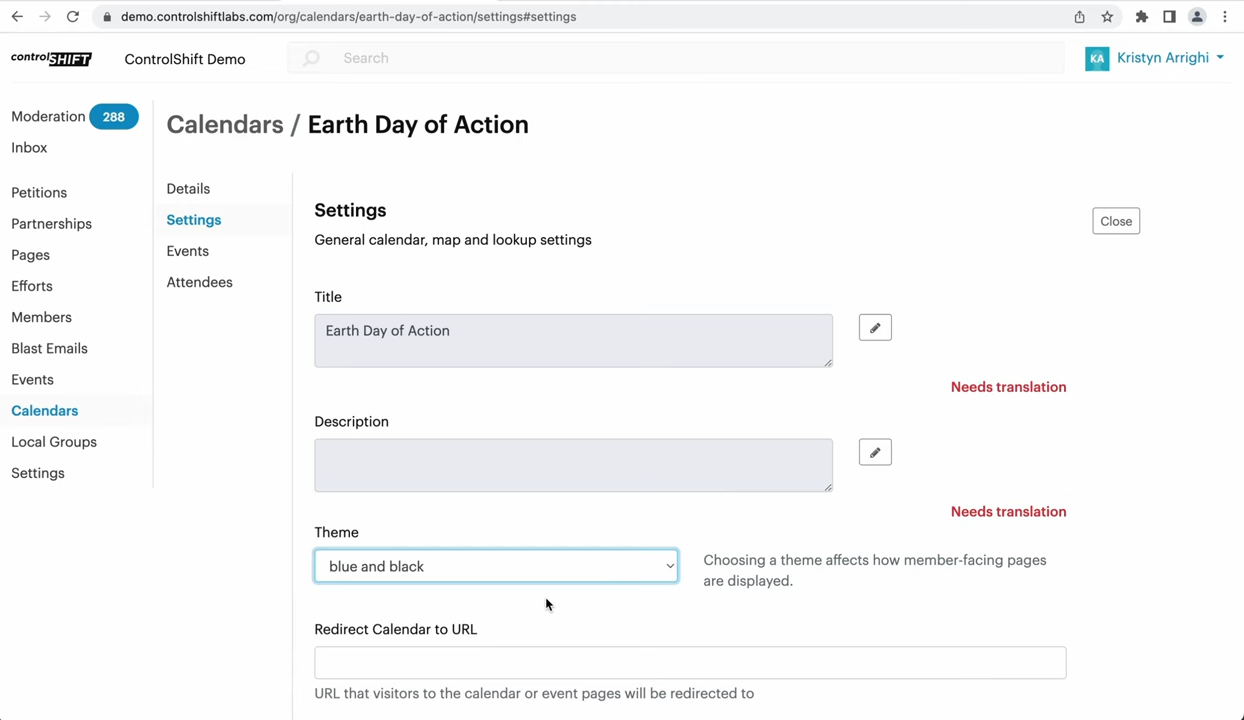 demo.controlshiftlabs.com/org/calendars/earth-day-of-action/settings#settings
controlSHIFT
ControlShift Demo
Search
KA
Kristyn Arrighi
Moderation 288
Inbox
Petitions
Partnerships
Pages
Efforts
Members
Blast Emails
Events
Calendars
Local Groups
Settings
Calendars / Earth Day of Action
Details
Settings
Events
Attendees
Settings
General calendar, map and lookup settings
Close
Title
Earth Day of Action
Needs translation
Description
Needs translation
Theme
blue and black
Choosing a theme affects how member-facing pages
are displayed.
Redirect Calendar to URL
URL that visitors to the calendar or event pages will be redirected to